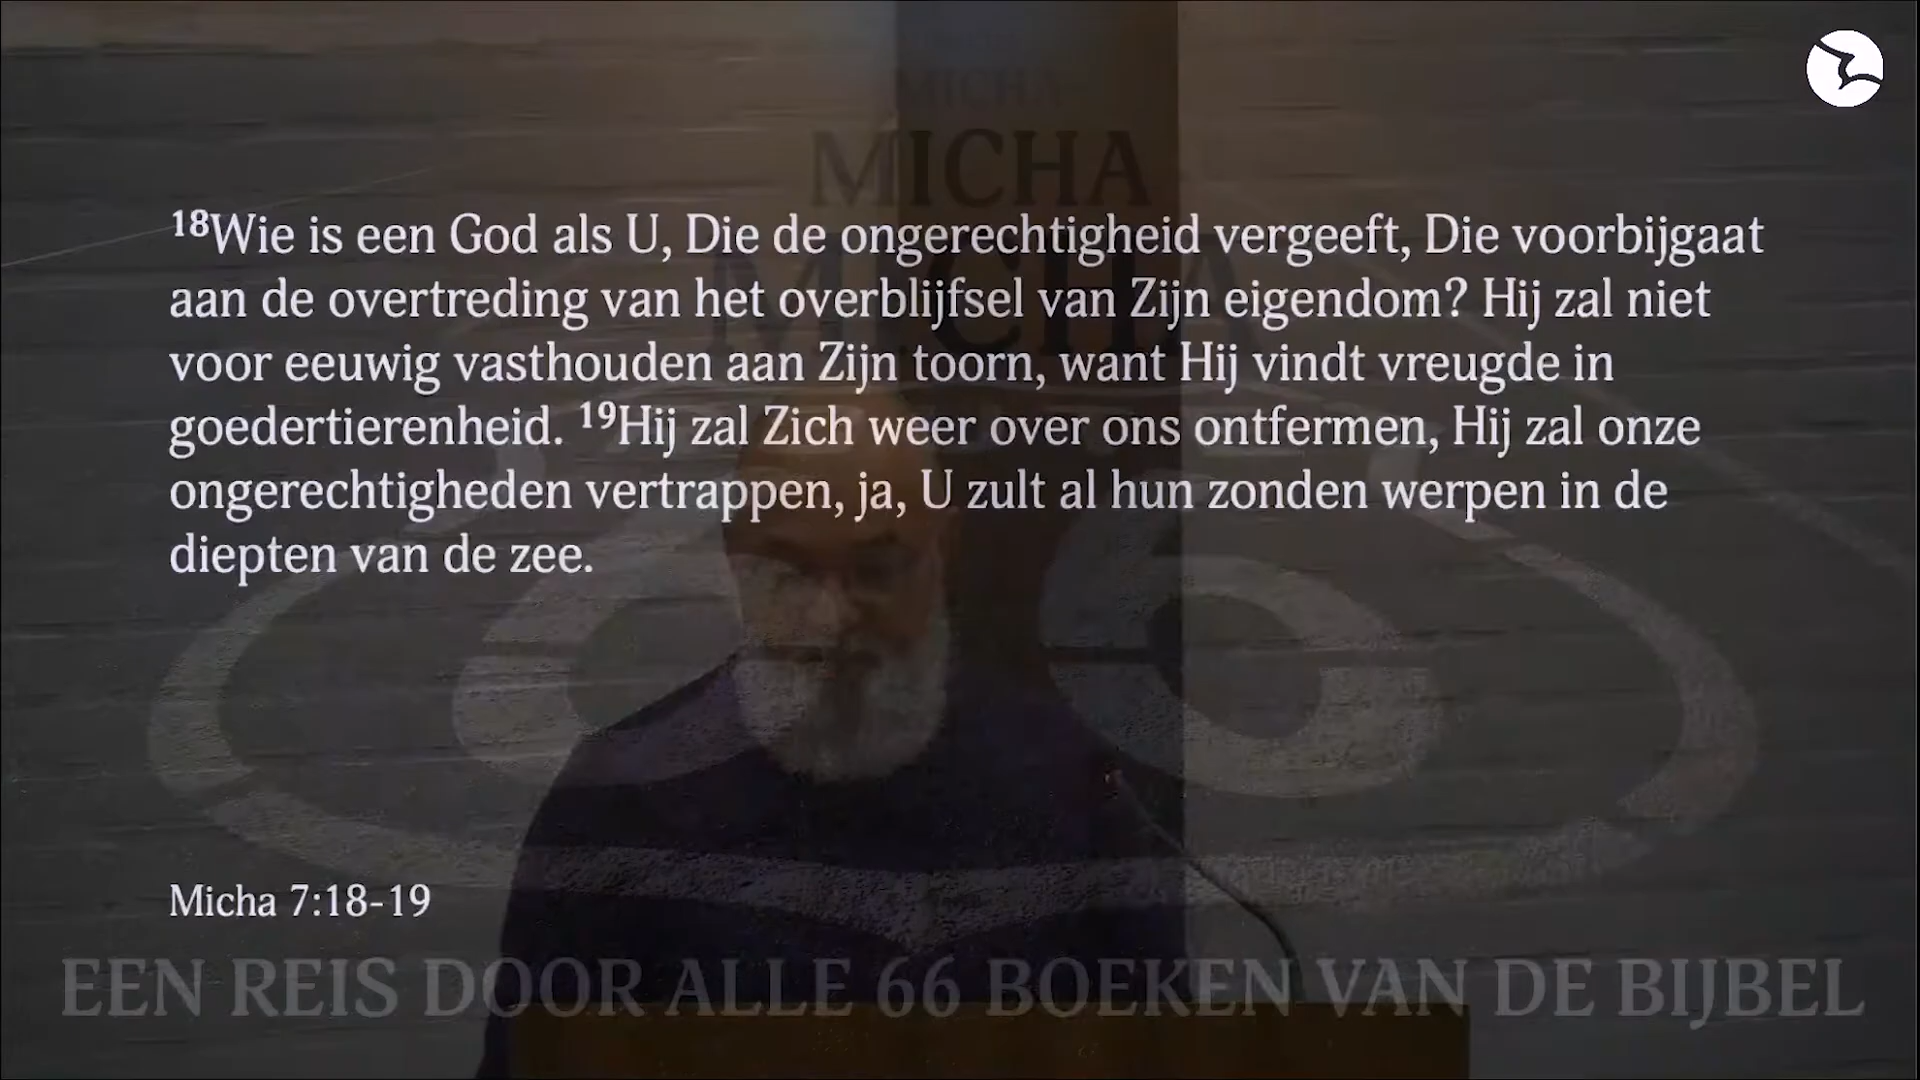 MICHA
MICHA
MICHA
¹⁸Wie is een God als U, Die de ongerechtigheid vergeeft, Die voorbijgaat
aan de overtreding van het overblijfsel van Zijn eigendom? Hij zal niet
voor eeuwig vasthouden aan Zijn toorn, want Hij vindt vreugde in
goedertierenheid. ¹⁹Hij zal Zich weer over ons ontfermen, Hij zal onze
ongerechtigheden vertrappen, ja, U zult al hun zonden werpen in de
diepten van de zee.
66
Micha 7:18-19
EEN REIS DOOR ALLE 66 BOEKEN VAN DE BIJBEL